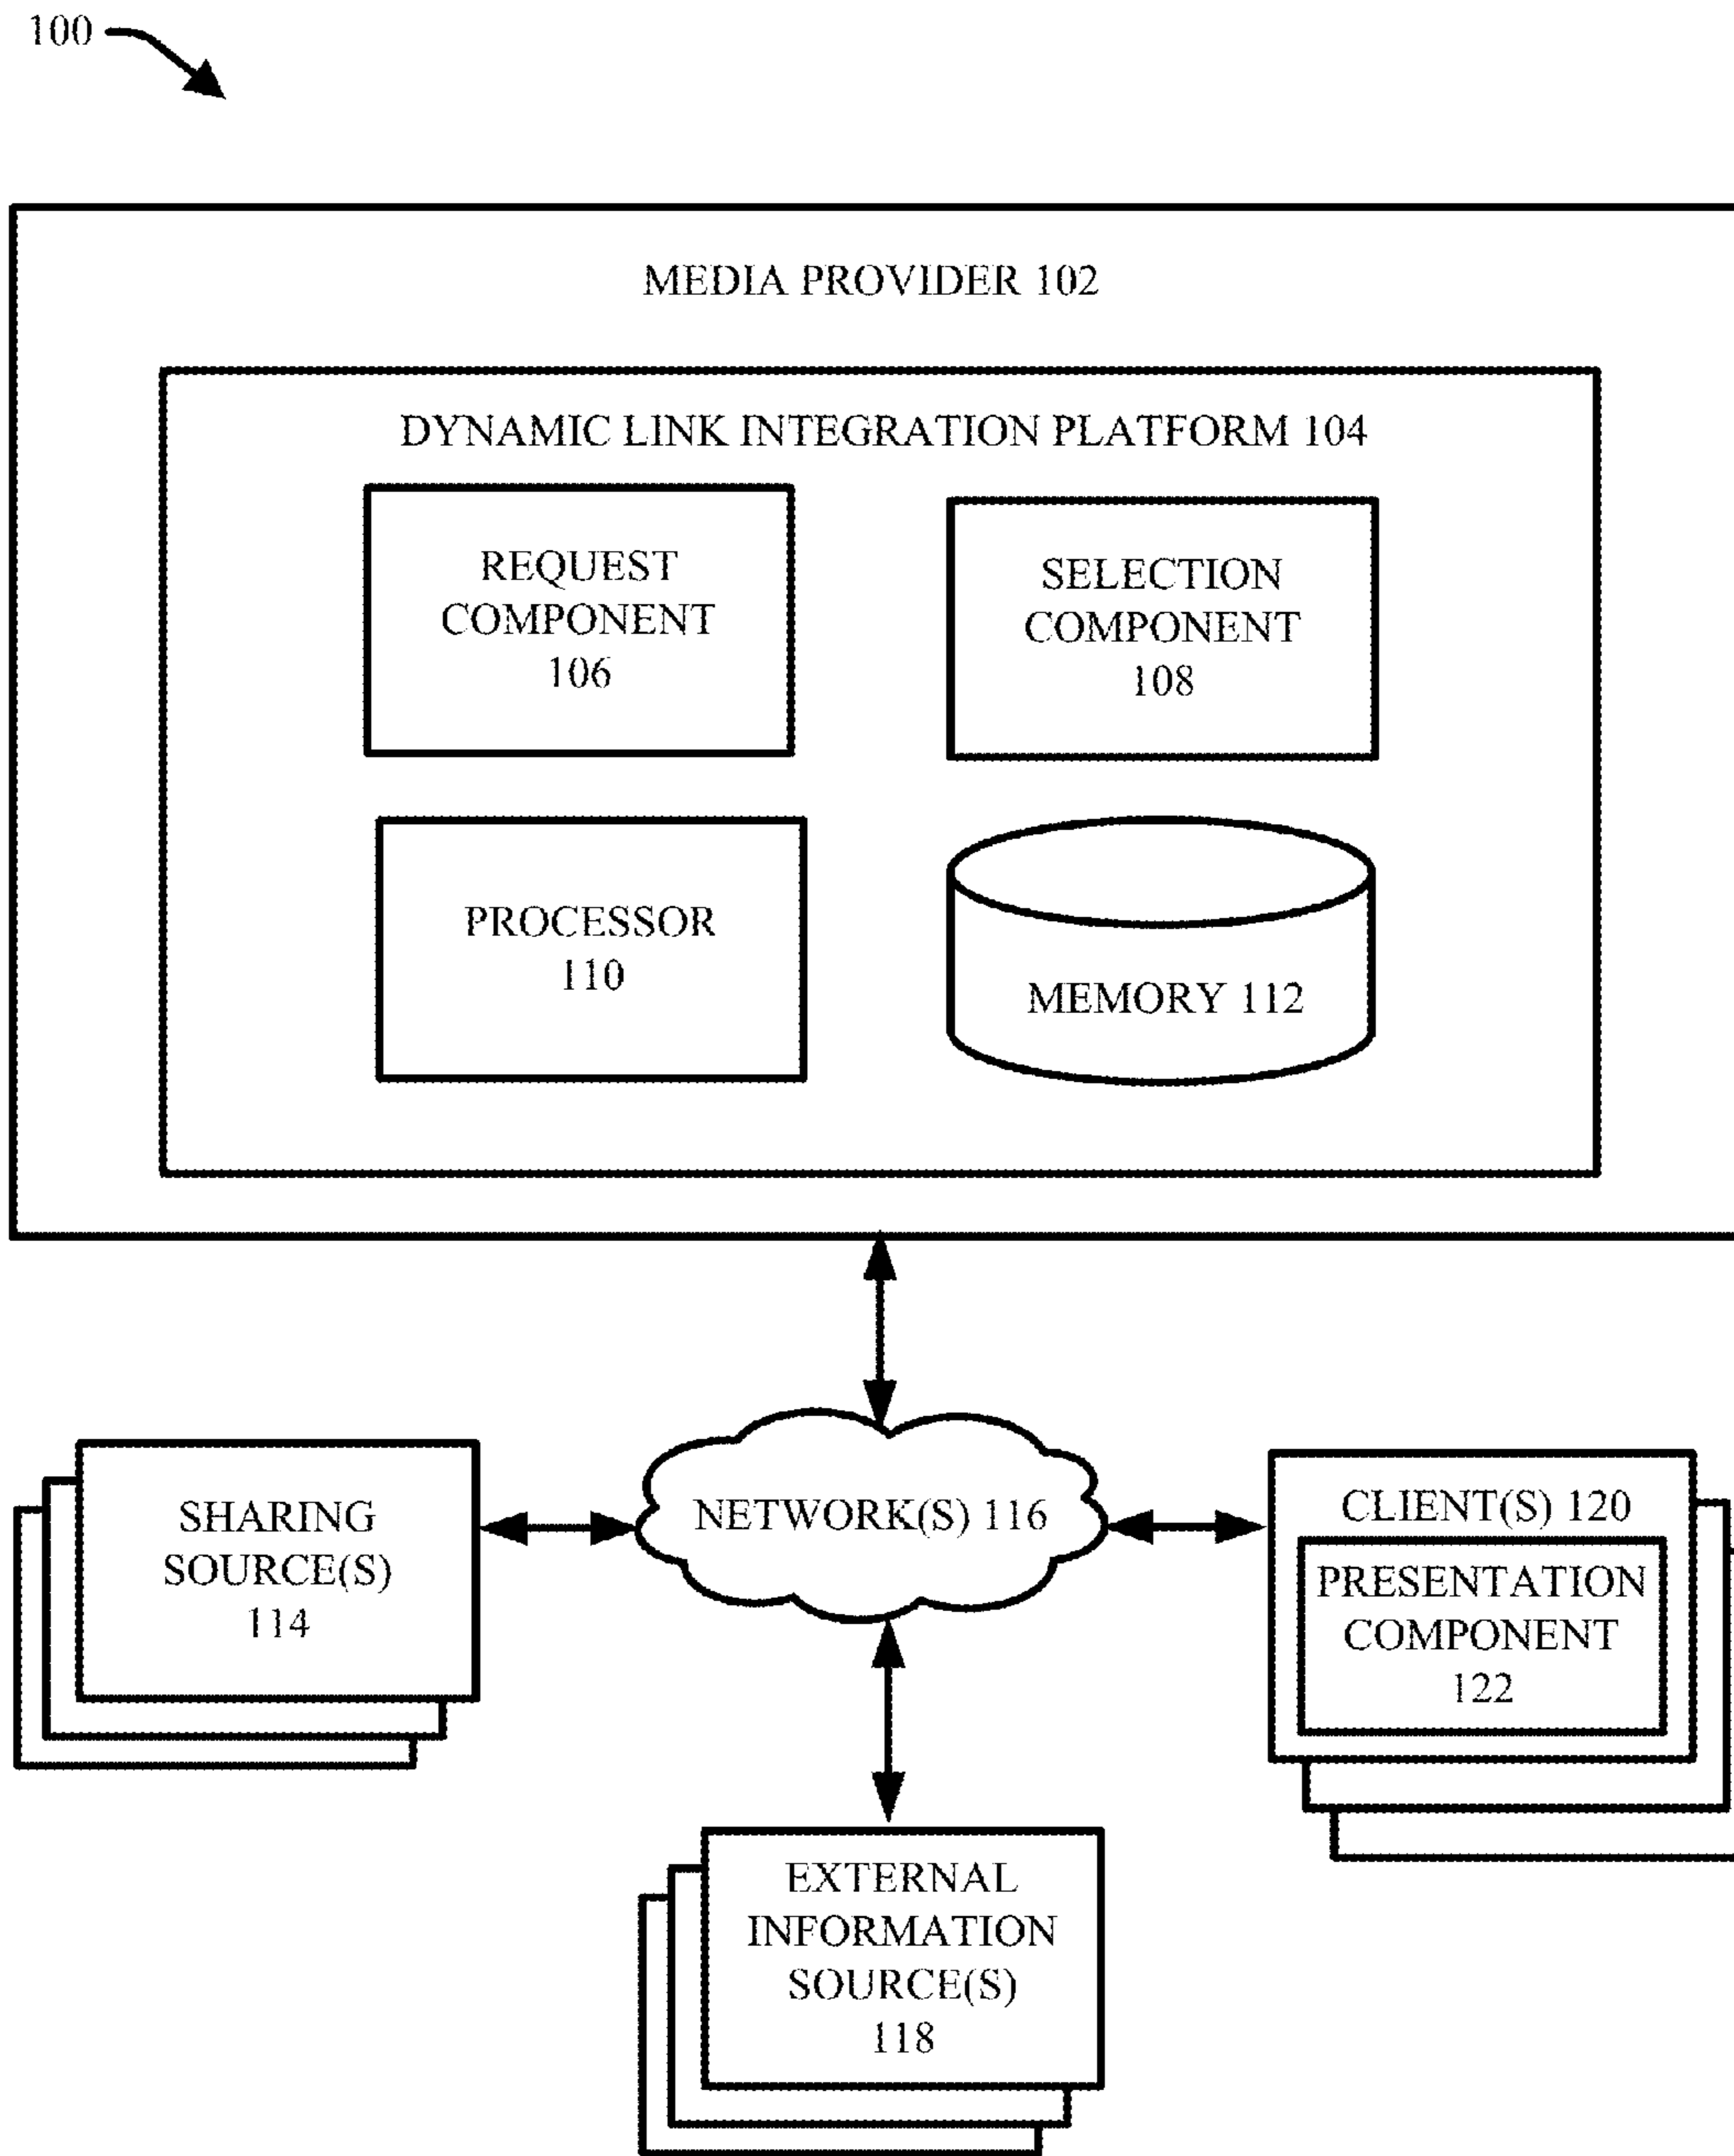 100
MEDIA PROVIDER 102
DYNAMIC LINK INTEGRATION PLATFORM 104
REQUEST
COMPONENT
106
SELECTION
COMPONENT
108
PROCESSOR
110
MEMORY 112
SHARING
SOURCE(S)
114
NETWORK(S) 116
CLIENT(S) 120
PRESENTATION
COMPONENT
122
EXTERNAL
INFORMATION
SOURCE(S)
118